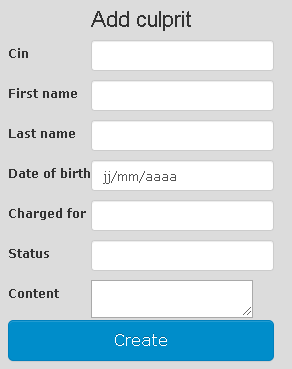 Add culprit
Cin
First name
Last name
Date of birth jj/mm/aaaa
Charged for
Status
Content
Create